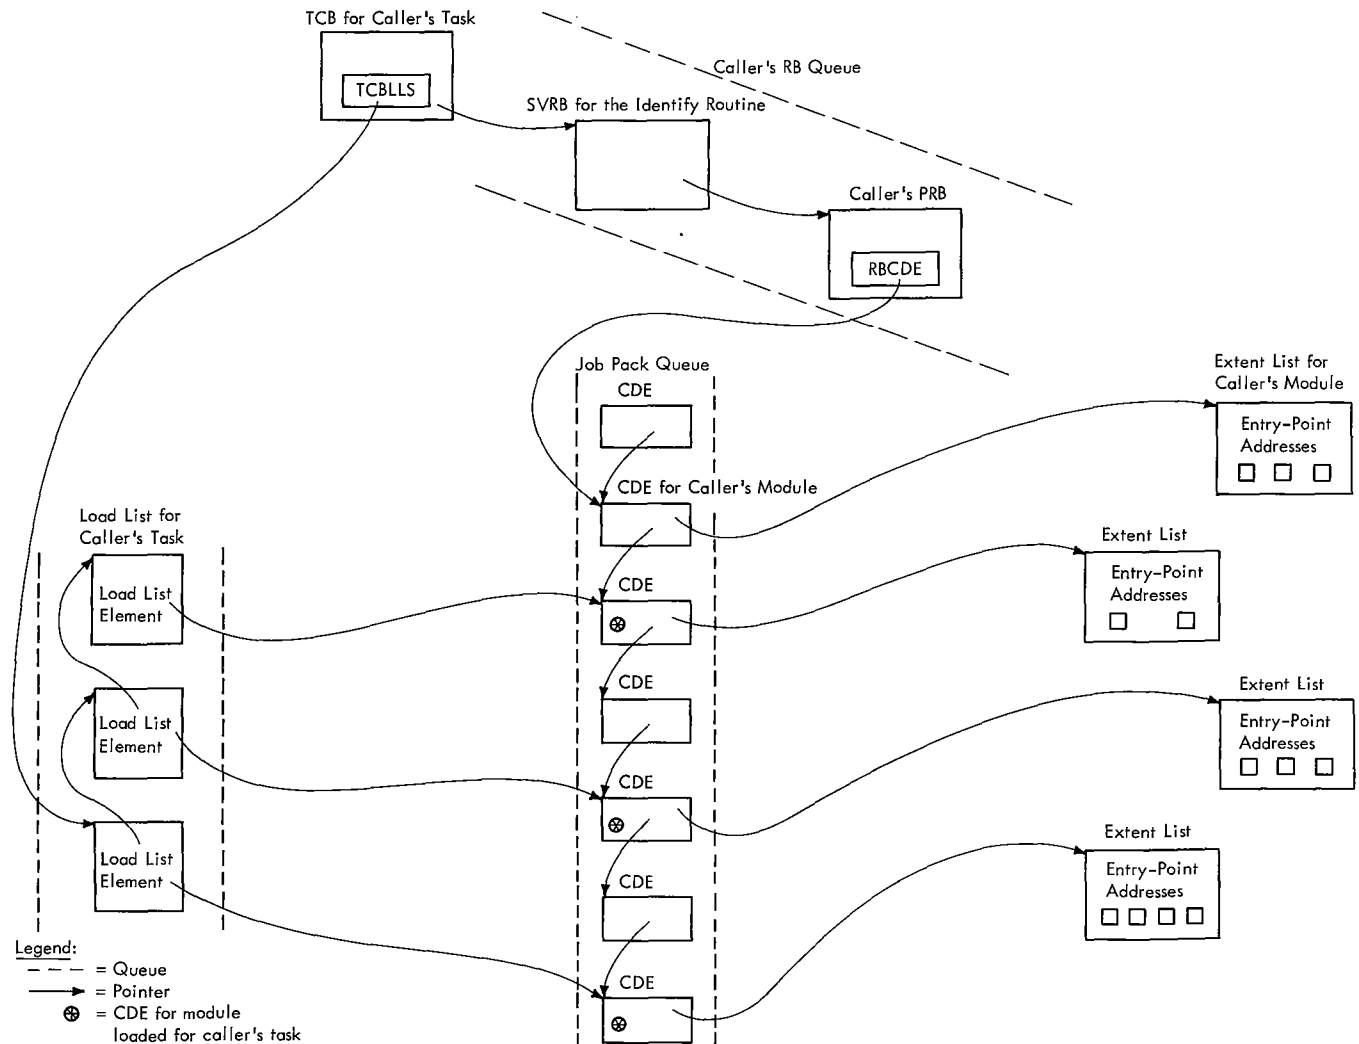 TCB for Caller's Task
TCBLLS
Caller's RB Queue
SVRB for the Identify Routine
Caller's PRB
RBCDE
Job Pack Queue
CDE
CDE for Caller's Module
CDE
CDE
CDE
CDE
CDE
Extent List for
Caller's Module
Entry-Point
Addresses
Extent List
Entry-Point
Addresses
Extent List
Entry-Point
Addresses
Extent List
Entry-Point
Addresses
Load List for
Caller's Task
Load List
Element
Load List
Element
Load List
Element
Legend:
= Queue
= Pointer
= CDE for module
loaded for caller's task